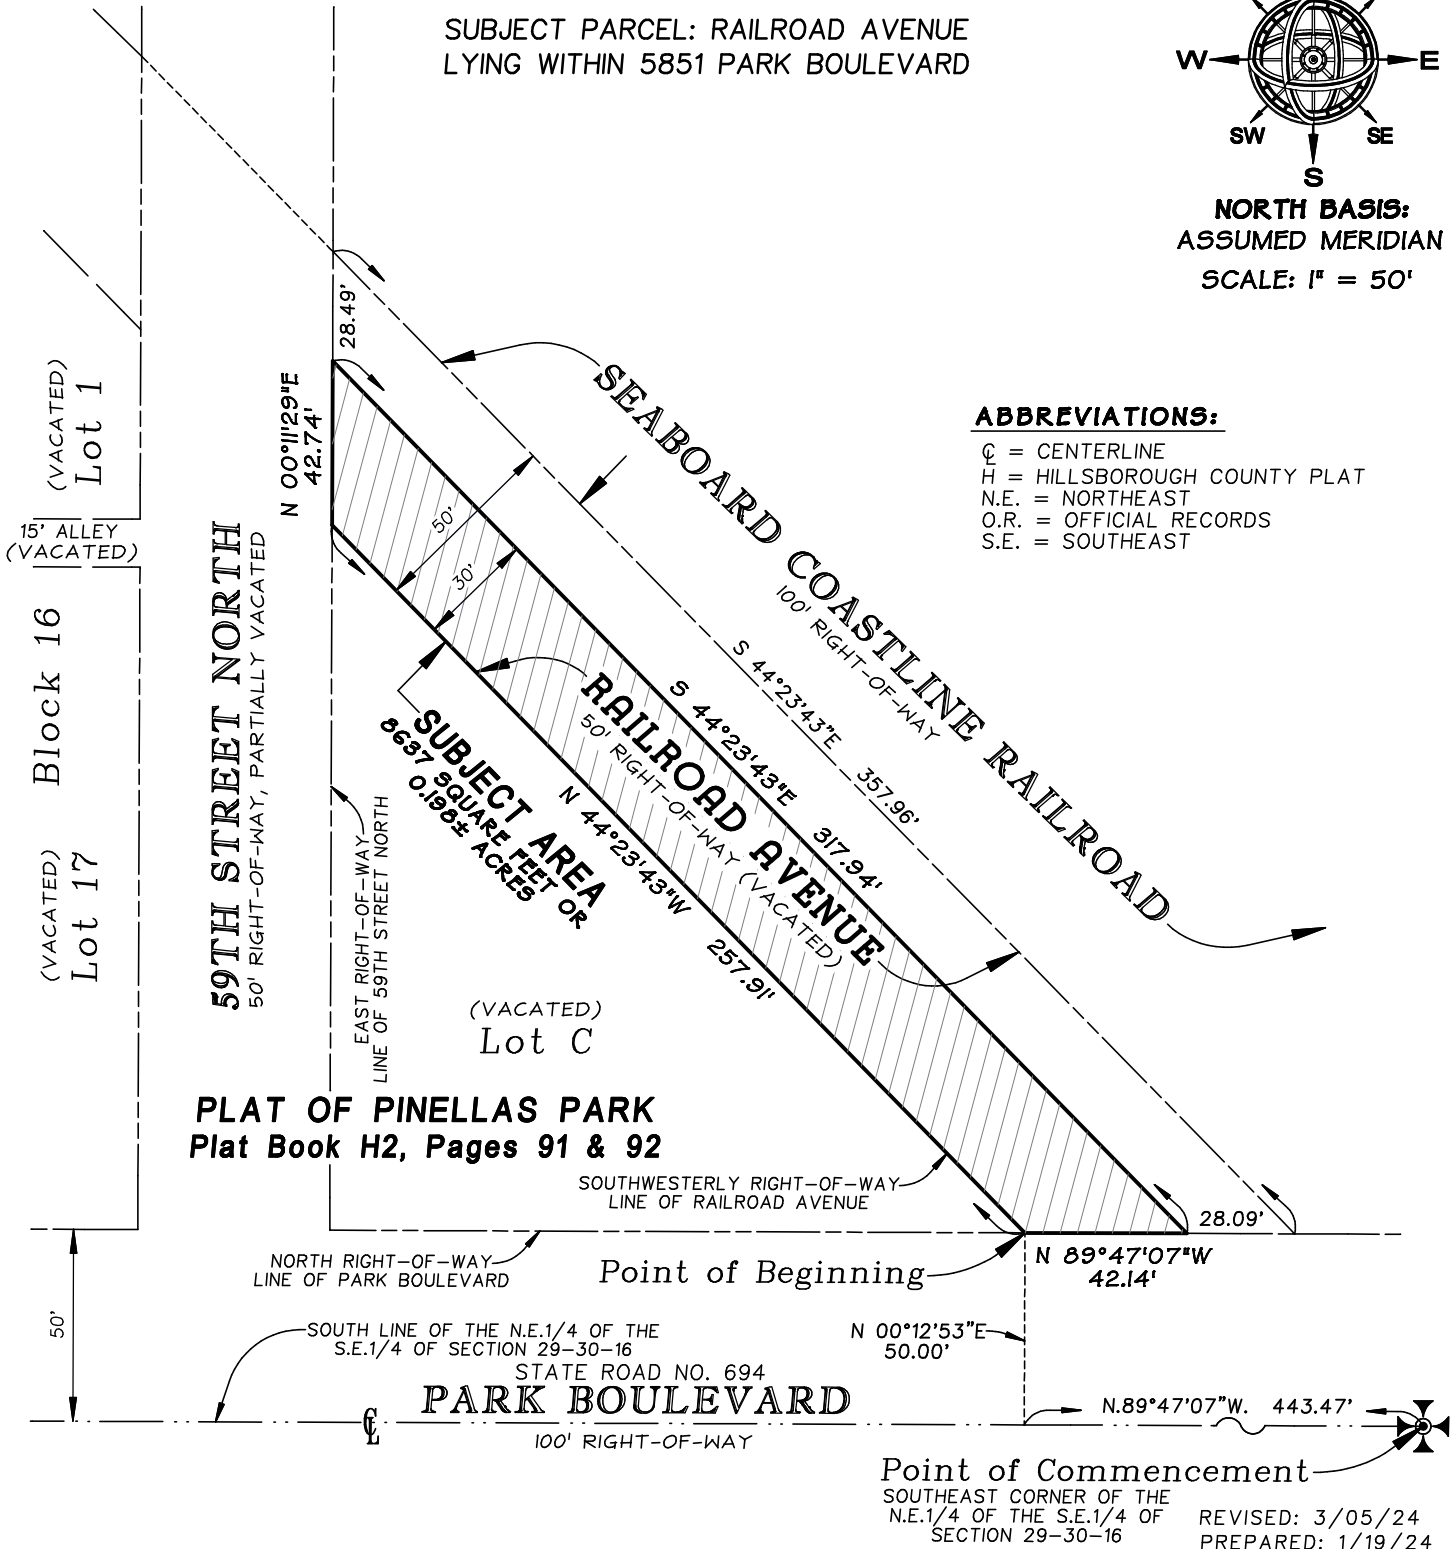 SUBJECT PARCEL: RAILROAD AVENUE
LYING WITHIN 5851 PARK BOULEVARD
W
E
SW
SE
S
NORTH BASIS:
ASSUMED MERIDIAN
SCALE: 1" = 50'
28.49'
N 00°11'29"E
42.74'
SEABOARD COASTLINE RAILROAD
100' RIGHT-OF-WAY
ABBREVIATIONS:
℄ = CENTERLINE
H = HILLSBOROUGH COUNTY PLAT
N.E. = NORTHEAST
O.R. = OFFICIAL RECORDS
S.E. = SOUTHEAST
(VACATED)
Lot 1
15' ALLEY
(VACATED)
Block 16
(VACATED)
Lot 17
59TH STREET NORTH
50' RIGHT-OF-WAY, PARTIALLY VACATED
50'
30'
S 44°23'43"E 357.96'
S 44°23'43"E 317.94'
RAILROAD AVENUE
50' RIGHT-OF-WAY (VACATED)
SUBJECT AREA
8637 SQUARE FEET OR
0.198± ACRES
N 44°23'43"W 257.91'
EAST RIGHT-OF-WAY
LINE OF 59TH STREET NORTH
(VACATED)
Lot C
PLAT OF PINELLAS PARK
Plat Book H2, Pages 91 & 92
SOUTHWESTERLY RIGHT-OF-WAY
LINE OF RAILROAD AVENUE
28.09'
NORTH RIGHT-OF-WAY
LINE OF PARK BOULEVARD
Point of Beginning
N 89°47'07"W
42.14'
50'
SOUTH LINE OF THE N.E.1/4 OF THE
S.E.1/4 OF SECTION 29-30-16
N 00°12'53"E
50.00'
STATE ROAD NO. 694
PARK BOULEVARD
℄
100' RIGHT-OF-WAY
N.89°47'07"W. 443.47'
Point of Commencement
SOUTHEAST CORNER OF THE
N.E.1/4 OF THE S.E.1/4 OF
SECTION 29-30-16
REVISED: 3/05/24
PREPARED: 1/19/24